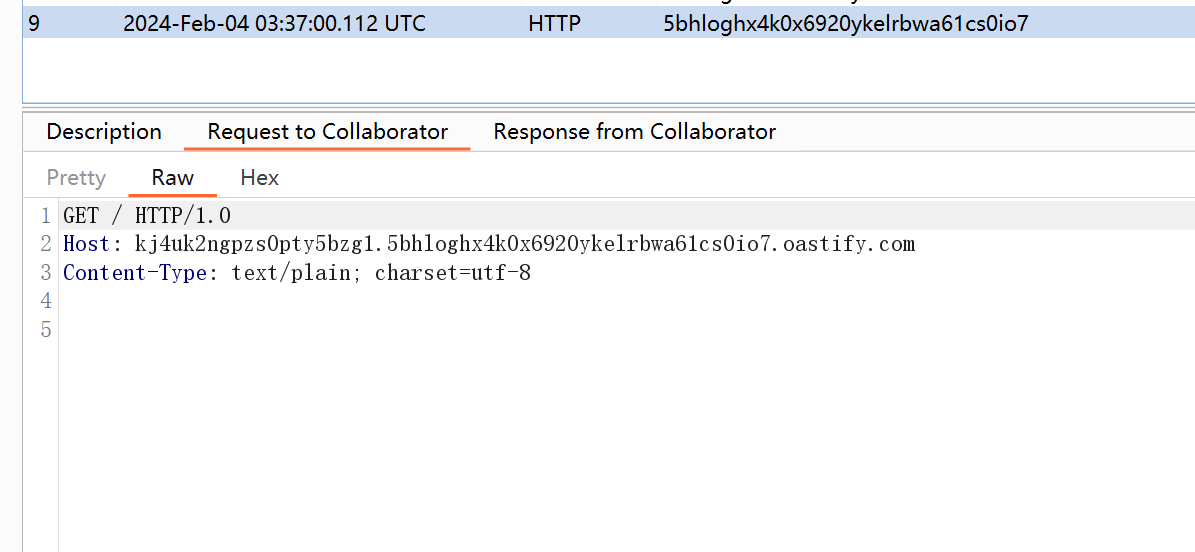 9 2024-Feb-04 03:37:00.112 UTC HTTP 5bhloghx4k0x6920ykelrbwa61cs0io7
Description Request to Collaborator Response from Collaborator
Pretty Raw Hex
1 GET / HTTP/1.0
2 Host: kj4uk2ngpzs0pty5bzg1.5bhloghx4k0x6920ykelrbwa61cs0io7.oastify.com
3 Content-Type: text/plain; charset=utf-8
4
5